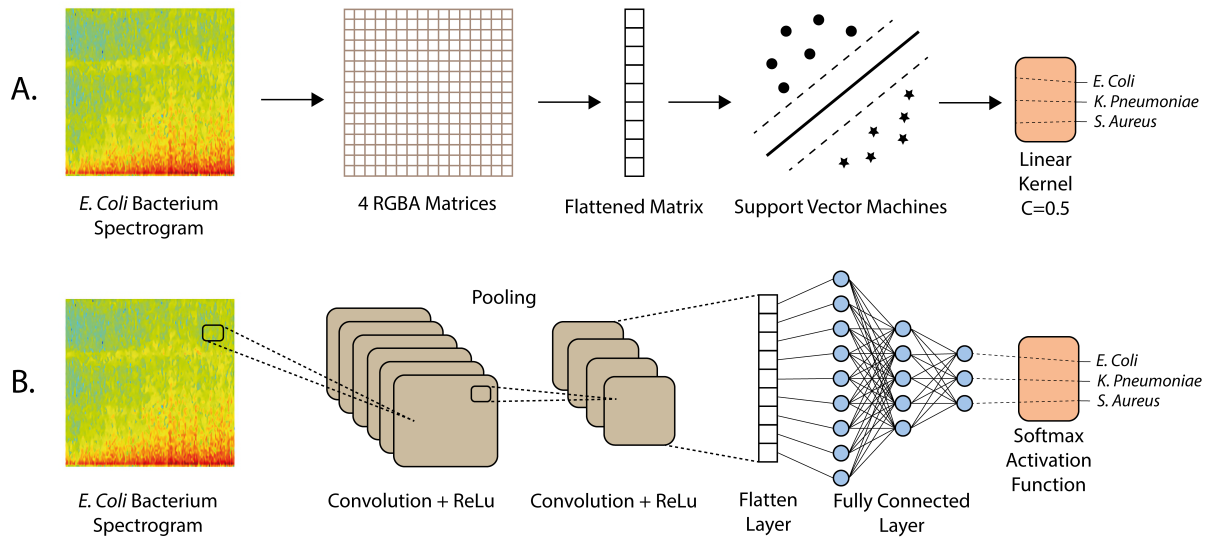 A.
E. Coli Bacterium
Spectrogram
4 RGBA Matrices
Flattened Matrix
Support Vector Machines
E. Coli
K. Pneumoniae
S. Aureus
Linear
Kernel
C=0.5
B.
E. Coli Bacterium
Spectrogram
Convolution + ReLu
Pooling
Convolution + ReLu
Flatten
Layer
Fully Connected
Layer
E. Coli
K. Pneumoniae
S. Aureus
Softmax
Activation
Function